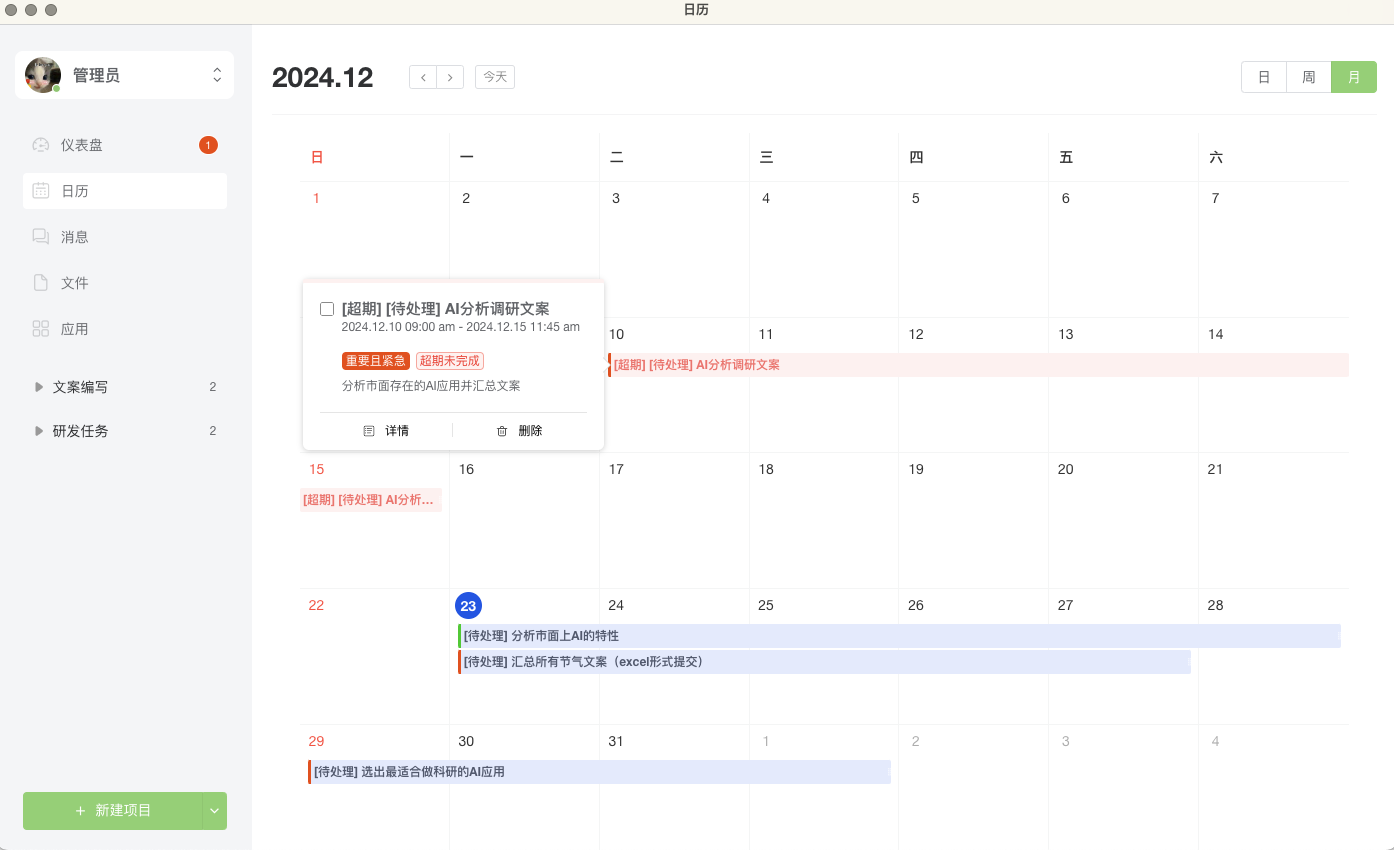 日历
管理员
仪表盘
1
日历
消息
文件
应用
文案编写 2
研发任务 2
+ 新建项目
2024.12
今天
日 周 月
日 一 二 三 四 五 六
1 2 3 4 5 6 7
[超期] [待处理] AI分析调研文案
2024.12.10 09:00 am - 2024.12.15 11:45 am
重要且紧急 超期未完成
分析市面存在的AI应用并汇总文案
详情 删除
10 11 12 13 14
[超期] [待处理] AI分析调研文案
15 16 17 18 19 20 21
[超期] [待处理] AI分析...
22 23 24 25 26 27 28
[待处理] 分析市面上AI的特性
[待处理] 汇总所有节气文案（excel形式提交）
29 30 31 1 2 3 4
[待处理] 选出最适合做科研的AI应用